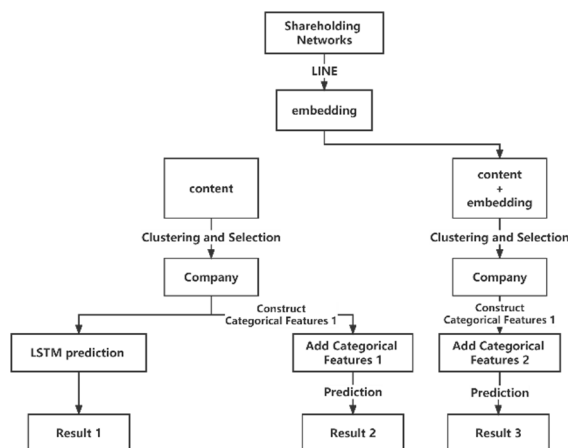 Shareholding
Networks
LINE
embedding
content
content
+
embedding
Clustering and Selection
Clustering and Selection
Company
Company
Construct
Categorical Features 1
Construct
Categorical Features 1
LSTM prediction
Add Categorical
Features 1
Add Categorical
Features 2
Prediction
Prediction
Result 1
Result 2
Result 3